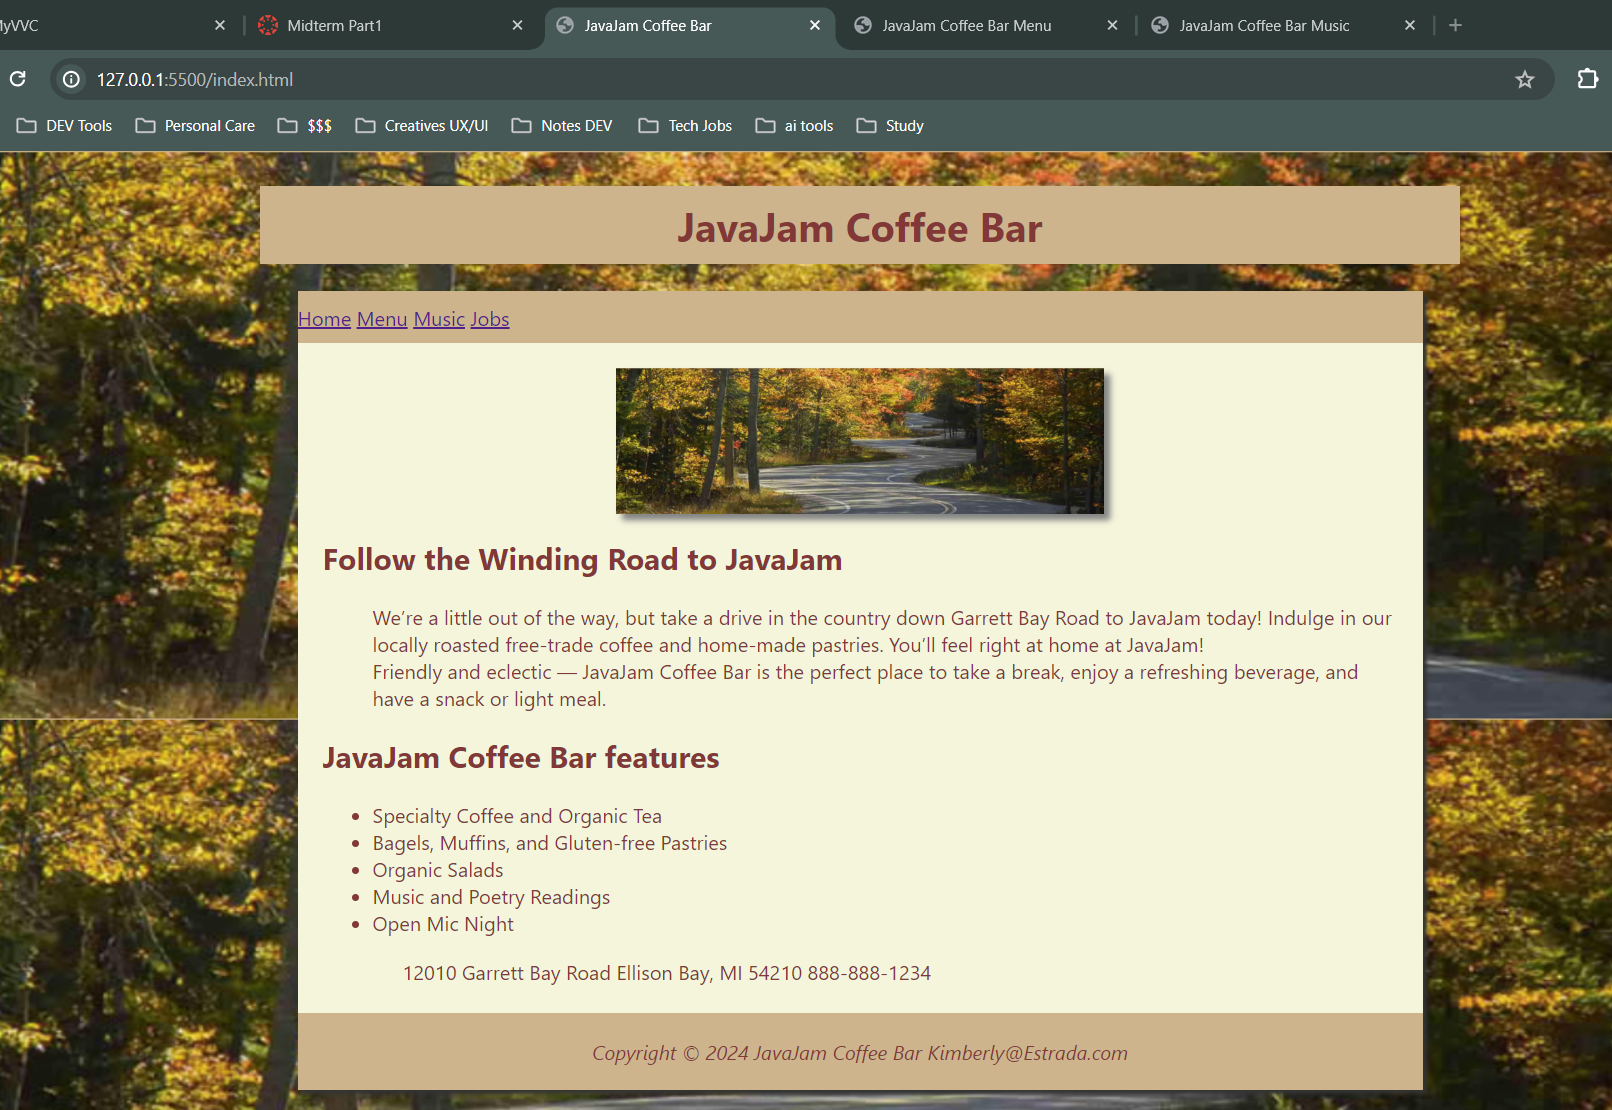 MyVVC
Midterm Part1
JavaJam Coffee Bar
JavaJam Coffee Bar Menu
JavaJam Coffee Bar Music
127.0.0.1:5500/index.html
DEV Tools
Personal Care
$$$
Creatives UX/UI
Notes DEV
Tech Jobs
ai tools
Study
JavaJam Coffee Bar
Home Menu Music Jobs
Follow the Winding Road to JavaJam
We’re a little out of the way, but take a drive in the country down Garrett Bay Road to JavaJam today! Indulge in our
locally roasted free-trade coffee and home-made pastries. You’ll feel right at home at JavaJam!
Friendly and eclectic — JavaJam Coffee Bar is the perfect place to take a break, enjoy a refreshing beverage, and
have a snack or light meal.
JavaJam Coffee Bar features
• Specialty Coffee and Organic Tea
• Bagels, Muffins, and Gluten-free Pastries
• Organic Salads
• Music and Poetry Readings
• Open Mic Night
12010 Garrett Bay Road Ellison Bay, MI 54210 888-888-1234
Copyright © 2024 JavaJam Coffee Bar Kimberly@Estrada.com